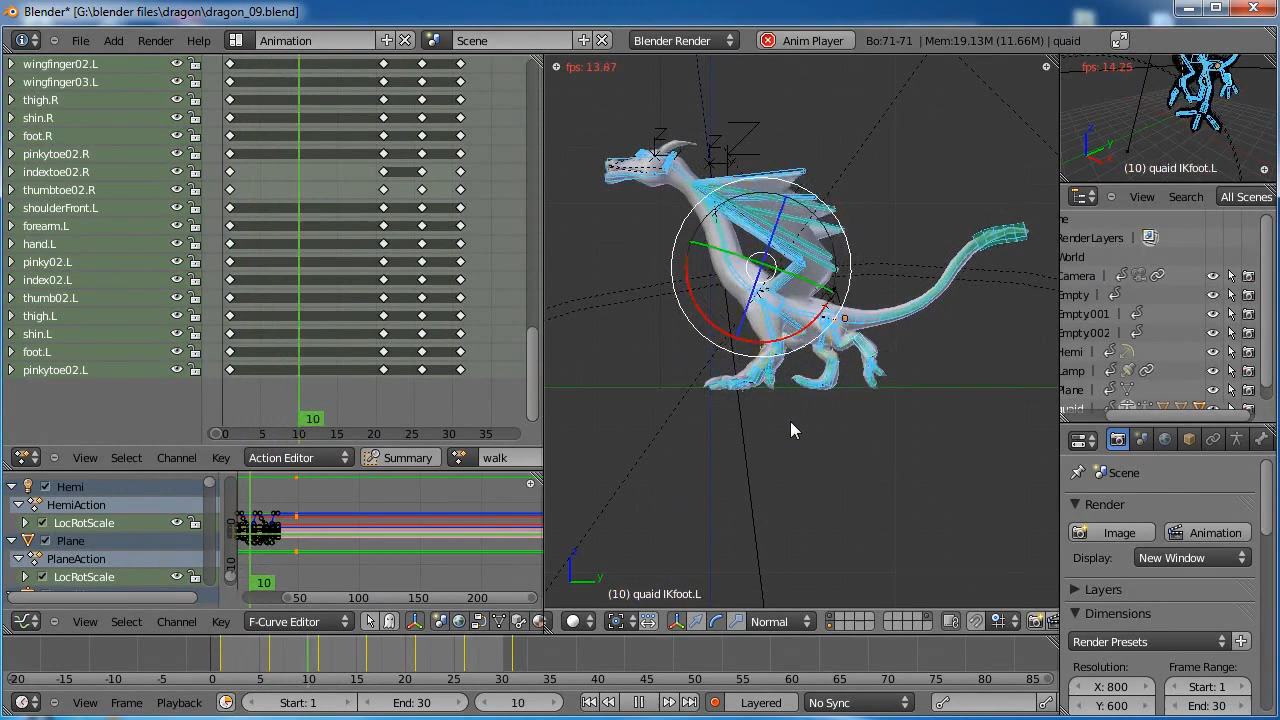 Blender* [G:\blender files\dragon\dragon_09.blend]
File Add Render Help Animation Scene Blender Render Anim Player Bo:71-71 | Mem:19.13M (11.66M) | quaid
wingfinger02.L
wingfinger03.L
thigh.R
shin.R
foot.R
pinkytoe02.R
indextoe02.R
thumbtoe02.R
shoulderFront.L
forearm.L
hand.L
pinky02.L
index02.L
thumb02.L
thigh.L
shin.L
foot.L
pinkytoe02.L
10
0 5 10 15 20 25 30 35
View Select Channel Key Action Editor Summary walk
Hemi
HemiAction
LocRotScale
Plane
PlaneAction
LocRotScale
10
50 100 150 200
View Select Channel Key F-Curve Editor
fps: 13.87
z
y
(10) quaid IKfoot.L
Normal
fps: 14.25
z
y
x
(10) quaid IKfoot.L
View Search All Scenes
RenderLayers
World
Camera
Empty
Empty.001
Empty.002
Hemi
Lamp
Plane
quaid
Scene
Render
Image Animation
Display: New Window
Layers
Dimensions
Render Presets
Resolution: Frame Range:
X: 800 Start: 1
Y: 600 End: 30
-20 -15 -10 -5 0 5 10 15 20 25 30 35 40 45 50 55 60 65 70 75 80 85
View Frame Playback Start: 1 End: 30 10 Layered No Sync